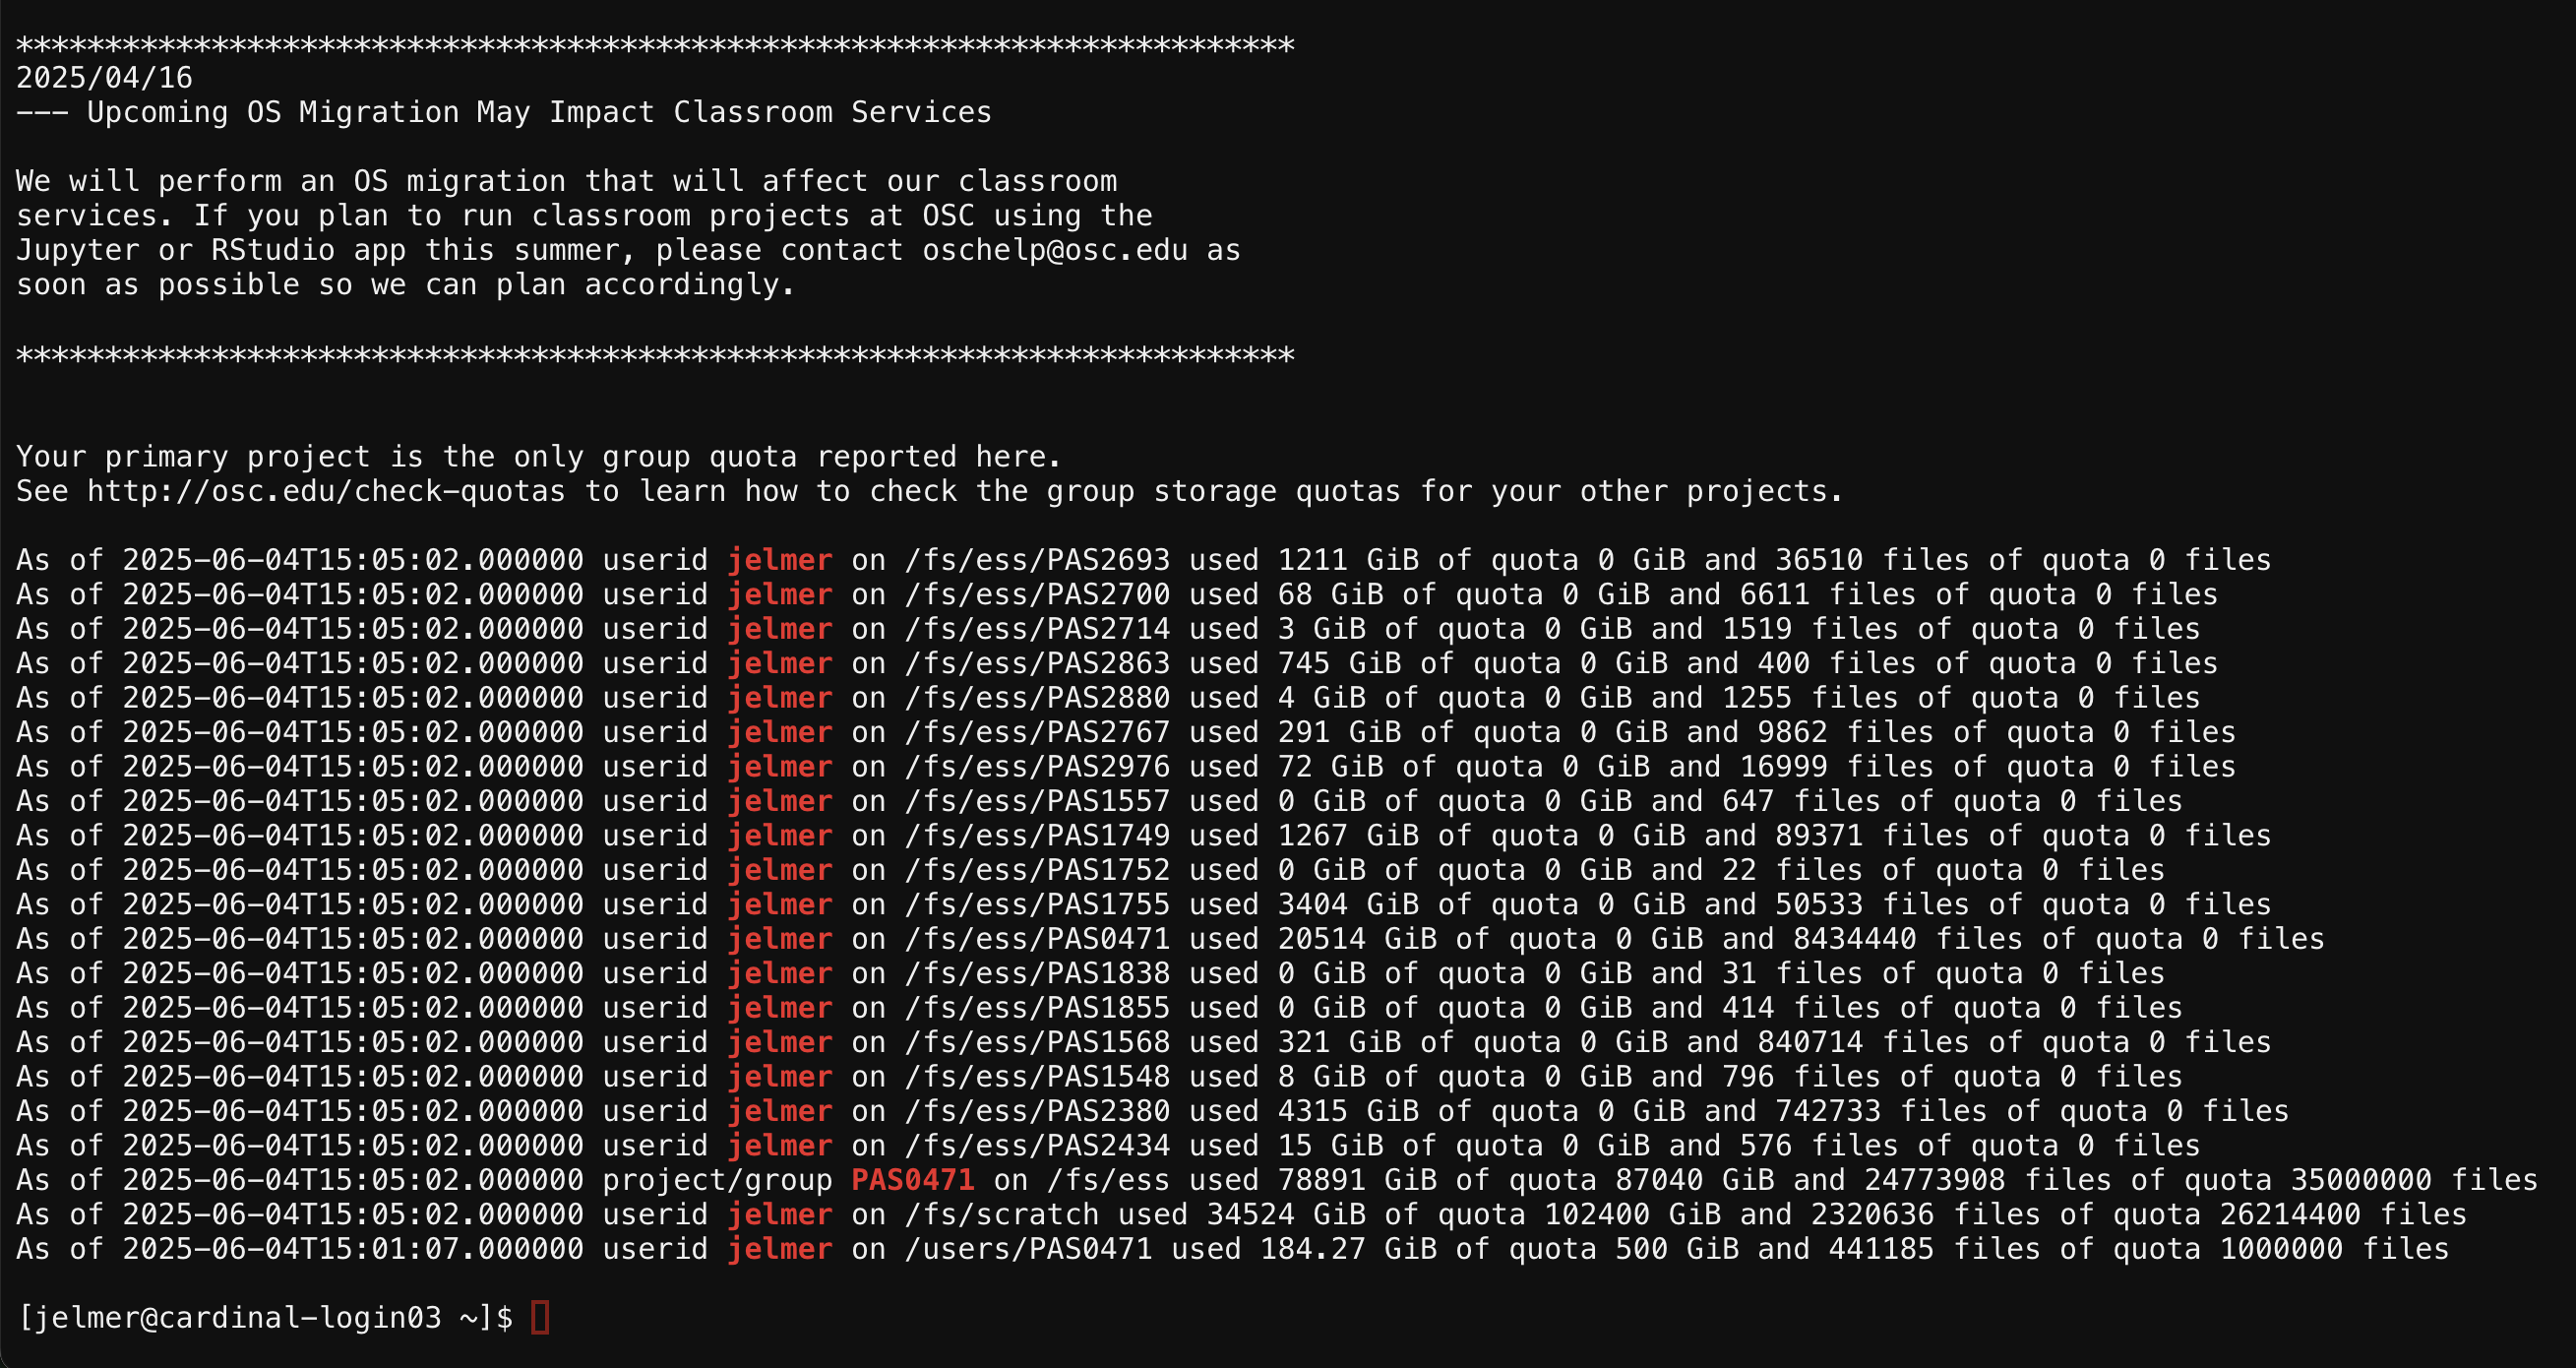 ************************************************************************
2025/04/16
--- Upcoming OS Migration May Impact Classroom Services
We will perform an OS migration that will affect our classroom
services. If you plan to run classroom projects at OSC using the
Jupyter or RStudio app this summer, please contact oschelp@osc.edu as
soon as possible so we can plan accordingly.
************************************************************************
Your primary project is the only group quota reported here.
See http://osc.edu/check-quotas to learn how to check the group storage quotas for your other projects.
As of 2025-06-04T15:05:02.000000 userid jelmer on /fs/ess/PAS2693 used 1211 GiB of quota 0 GiB and 36510 files of quota 0 files
As of 2025-06-04T15:05:02.000000 userid jelmer on /fs/ess/PAS2700 used 68 GiB of quota 0 GiB and 6611 files of quota 0 files
As of 2025-06-04T15:05:02.000000 userid jelmer on /fs/ess/PAS2714 used 3 GiB of quota 0 GiB and 1519 files of quota 0 files
As of 2025-06-04T15:05:02.000000 userid jelmer on /fs/ess/PAS2863 used 745 GiB of quota 0 GiB and 400 files of quota 0 files
As of 2025-06-04T15:05:02.000000 userid jelmer on /fs/ess/PAS2880 used 4 GiB of quota 0 GiB and 1255 files of quota 0 files
As of 2025-06-04T15:05:02.000000 userid jelmer on /fs/ess/PAS2767 used 291 GiB of quota 0 GiB and 9862 files of quota 0 files
As of 2025-06-04T15:05:02.000000 userid jelmer on /fs/ess/PAS2976 used 72 GiB of quota 0 GiB and 16999 files of quota 0 files
As of 2025-06-04T15:05:02.000000 userid jelmer on /fs/ess/PAS1557 used 0 GiB of quota 0 GiB and 647 files of quota 0 files
As of 2025-06-04T15:05:02.000000 userid jelmer on /fs/ess/PAS1749 used 1267 GiB of quota 0 GiB and 89371 files of quota 0 files
As of 2025-06-04T15:05:02.000000 userid jelmer on /fs/ess/PAS1752 used 0 GiB of quota 0 GiB and 22 files of quota 0 files
As of 2025-06-04T15:05:02.000000 userid jelmer on /fs/ess/PAS1755 used 3404 GiB of quota 0 GiB and 50533 files of quota 0 files
As of 2025-06-04T15:05:02.000000 userid jelmer on /fs/ess/PAS0471 used 20514 GiB of quota 0 GiB and 8434440 files of quota 0 files
As of 2025-06-04T15:05:02.000000 userid jelmer on /fs/ess/PAS1838 used 0 GiB of quota 0 GiB and 31 files of quota 0 files
As of 2025-06-04T15:05:02.000000 userid jelmer on /fs/ess/PAS1855 used 0 GiB of quota 0 GiB and 414 files of quota 0 files
As of 2025-06-04T15:05:02.000000 userid jelmer on /fs/ess/PAS1568 used 321 GiB of quota 0 GiB and 840714 files of quota 0 files
As of 2025-06-04T15:05:02.000000 userid jelmer on /fs/ess/PAS1548 used 8 GiB of quota 0 GiB and 796 files of quota 0 files
As of 2025-06-04T15:05:02.000000 userid jelmer on /fs/ess/PAS2380 used 4315 GiB of quota 0 GiB and 742733 files of quota 0 files
As of 2025-06-04T15:05:02.000000 userid jelmer on /fs/ess/PAS2434 used 15 GiB of quota 0 GiB and 576 files of quota 0 files
As of 2025-06-04T15:05:02.000000 project/group PAS0471 on /fs/ess used 78891 GiB of quota 87040 GiB and 24773908 files of quota 35000000 files
As of 2025-06-04T15:05:02.000000 userid jelmer on /fs/scratch used 34524 GiB of quota 102400 GiB and 2320636 files of quota 26214400 files
As of 2025-06-04T15:01:07.000000 userid jelmer on /users/PAS0471 used 184.27 GiB of quota 500 GiB and 441185 files of quota 1000000 files
[jelmer@cardinal-login03 ~]$